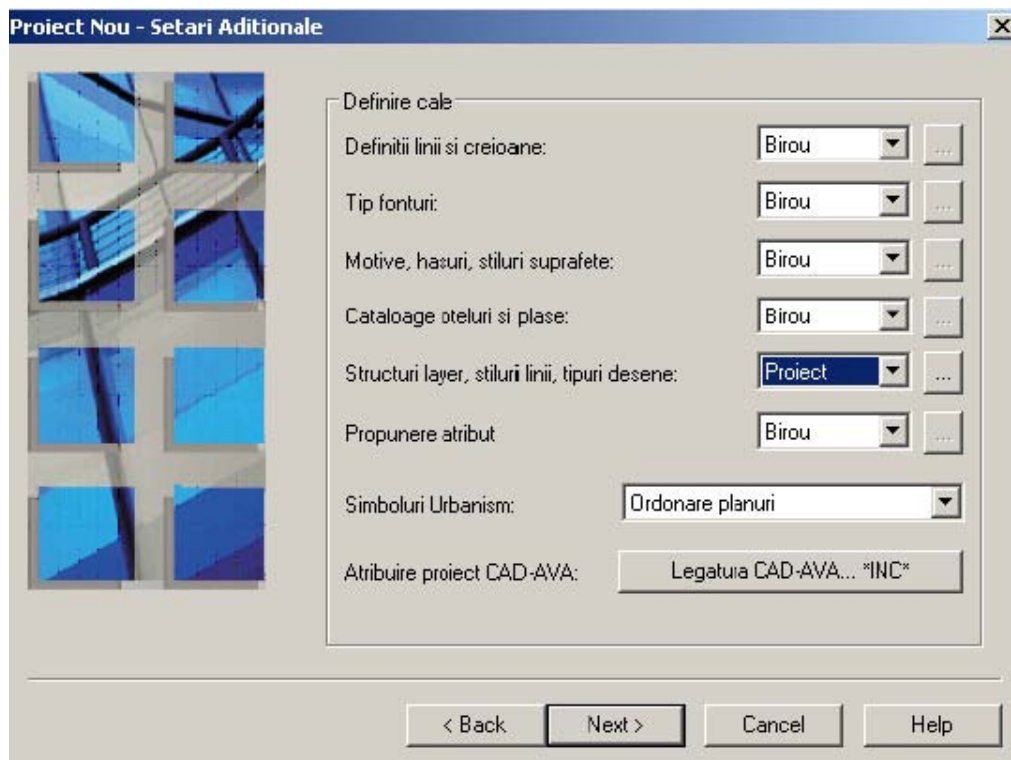 Proiect Nou - Setari Aditionale
Definire cale
Definitii linii si creioane: Birou ...
Tip fonturi: Birou ...
Motive, hasuri, stiluri suprafete: Birou ...
Cataloage oteluri si plase: Birou ...
Structuri layer, stiluri linii, tipuri desene: Proiect ...
Propunere atribut Birou ...
Simboluri Urbanism: Ordonare planuri
Atribuire proiect CAD-AVA: Legatura CAD-AVA... *INC*
< Back Next > Cancel Help